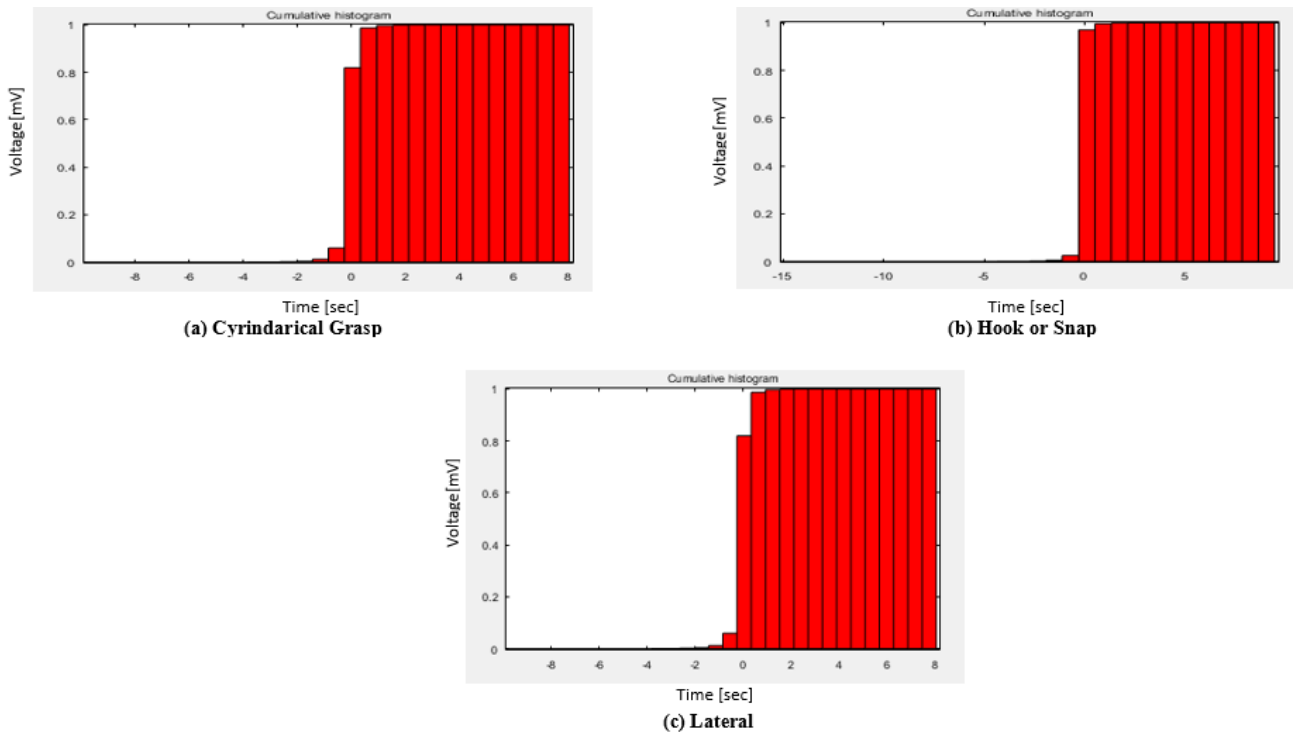 Cumulative histogram
Voltage[mV]
1
0.8
0.6
0.4
0.2
0
-8 -6 -4 -2 0 2 4 6 8
Time [sec]
(a) Cyrindarical Grasp
Cumulative histogram
Voltage[mV]
1
0.8
0.6
0.4
0.2
0
-15 -10 -5 0 5
Time [sec]
(b) Hook or Snap
Cumulative histogram
Voltage[mV]
1
0.8
0.6
0.4
0.2
0
-8 -6 -4 -2 0 2 4 6 8
Time [sec]
(c) Lateral